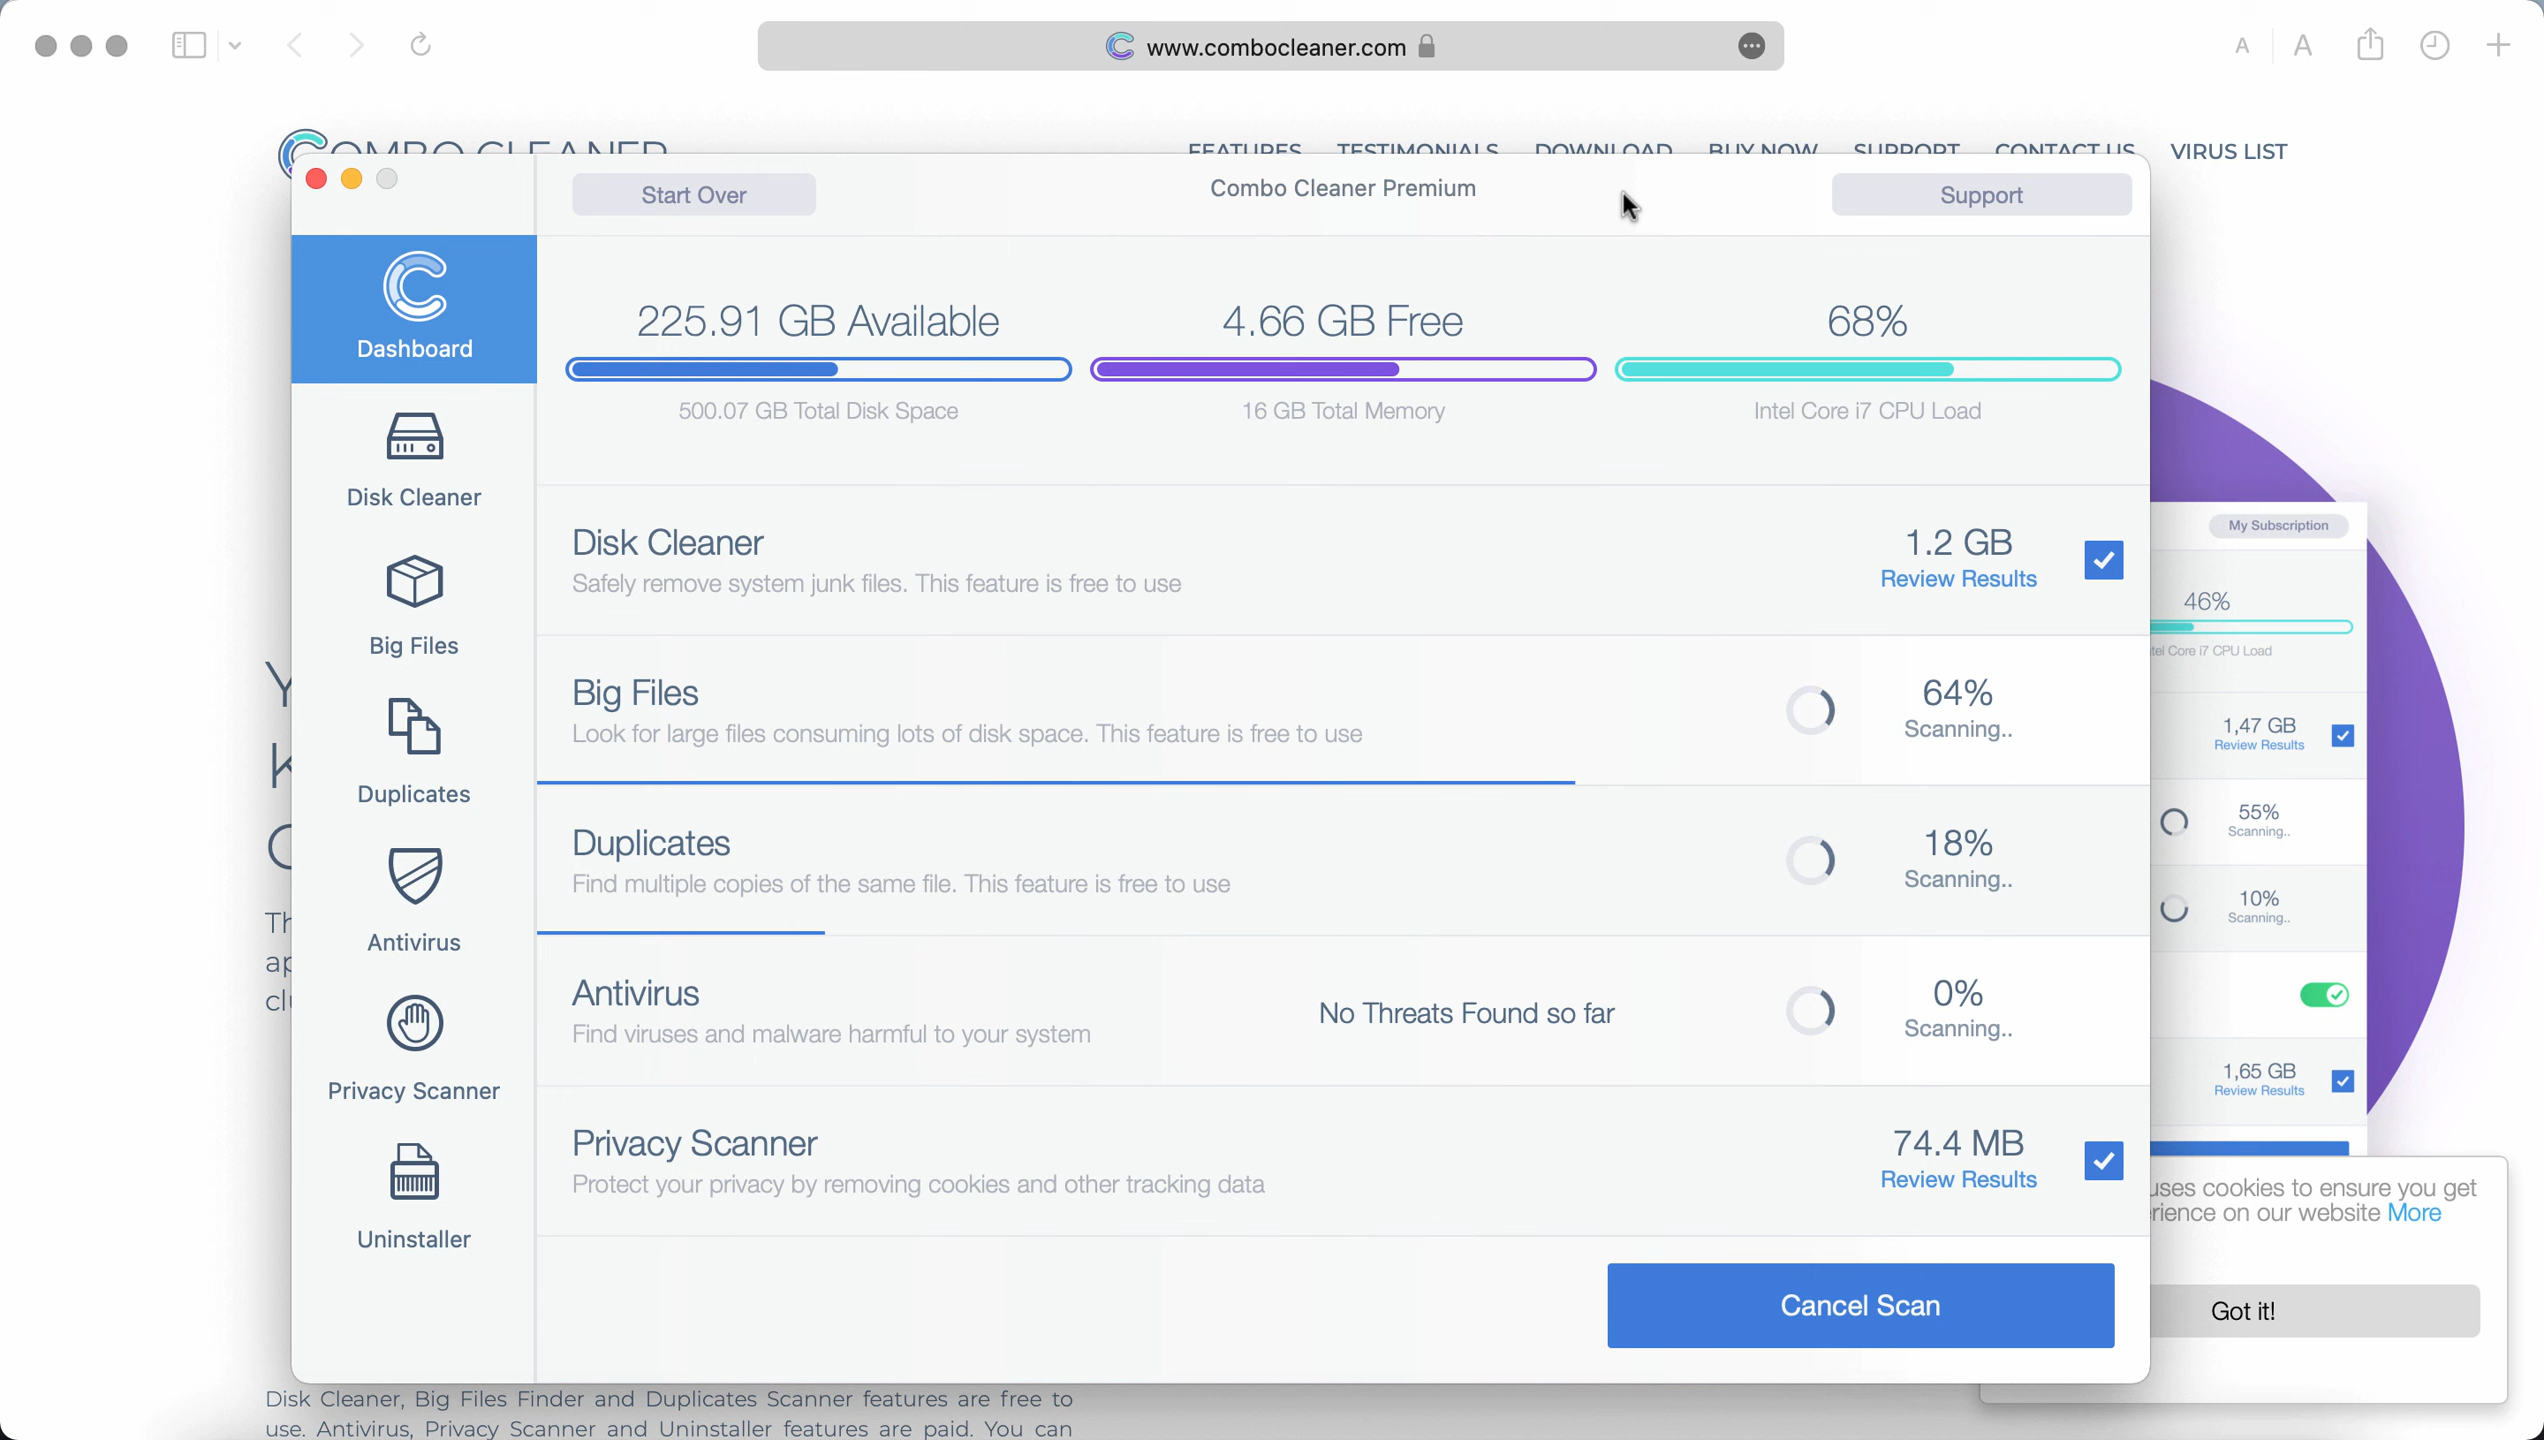 www.combocleaner.com
A A
COMBO CLEANER
FEATURES TESTIMONIALS DOWNLOAD BUY NOW SUPPORT CONTACT US VIRUS LIST
Start Over
Combo Cleaner Premium
Support
Dashboard
Disk Cleaner
Big Files
Duplicates
Antivirus
Privacy Scanner
Uninstaller
225.91 GB Available
500.07 GB Total Disk Space
4.66 GB Free
16 GB Total Memory
68%
Intel Core i7 CPU Load
Disk Cleaner
Safely remove system junk files. This feature is free to use
1.2 GB
Review Results
Big Files
Look for large files consuming lots of disk space. This feature is free to use
64%
Scanning..
Duplicates
Find multiple copies of the same file. This feature is free to use
18%
Scanning..
Antivirus
Find viruses and malware harmful to your system
No Threats Found so far
0%
Scanning..
Privacy Scanner
Protect your privacy by removing cookies and other tracking data
74.4 MB
Review Results
Cancel Scan
My Subscription
46%
tel Core i7 CPU Load
1,47 GB
Review Results
55%
Scanning..
10%
Scanning..
1,65 GB
Review Results
uses cookies to ensure you get
rience on our website More
Got it!
Disk Cleaner, Big Files Finder and Duplicates Scanner features are free to
use. Antivirus, Privacy Scanner and Uninstaller features are paid. You can